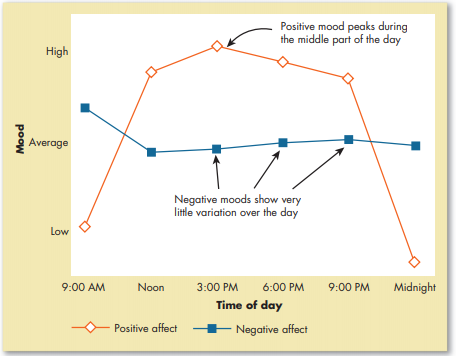 Positive mood peaks during
the middle part of the day
High
Mood
Average
Negative moods show very
little variation over the day
Low
9:00 AM Noon 3:00 PM 6:00 PM 9:00 PM Midnight
Time of day
Positive affect Negative affect